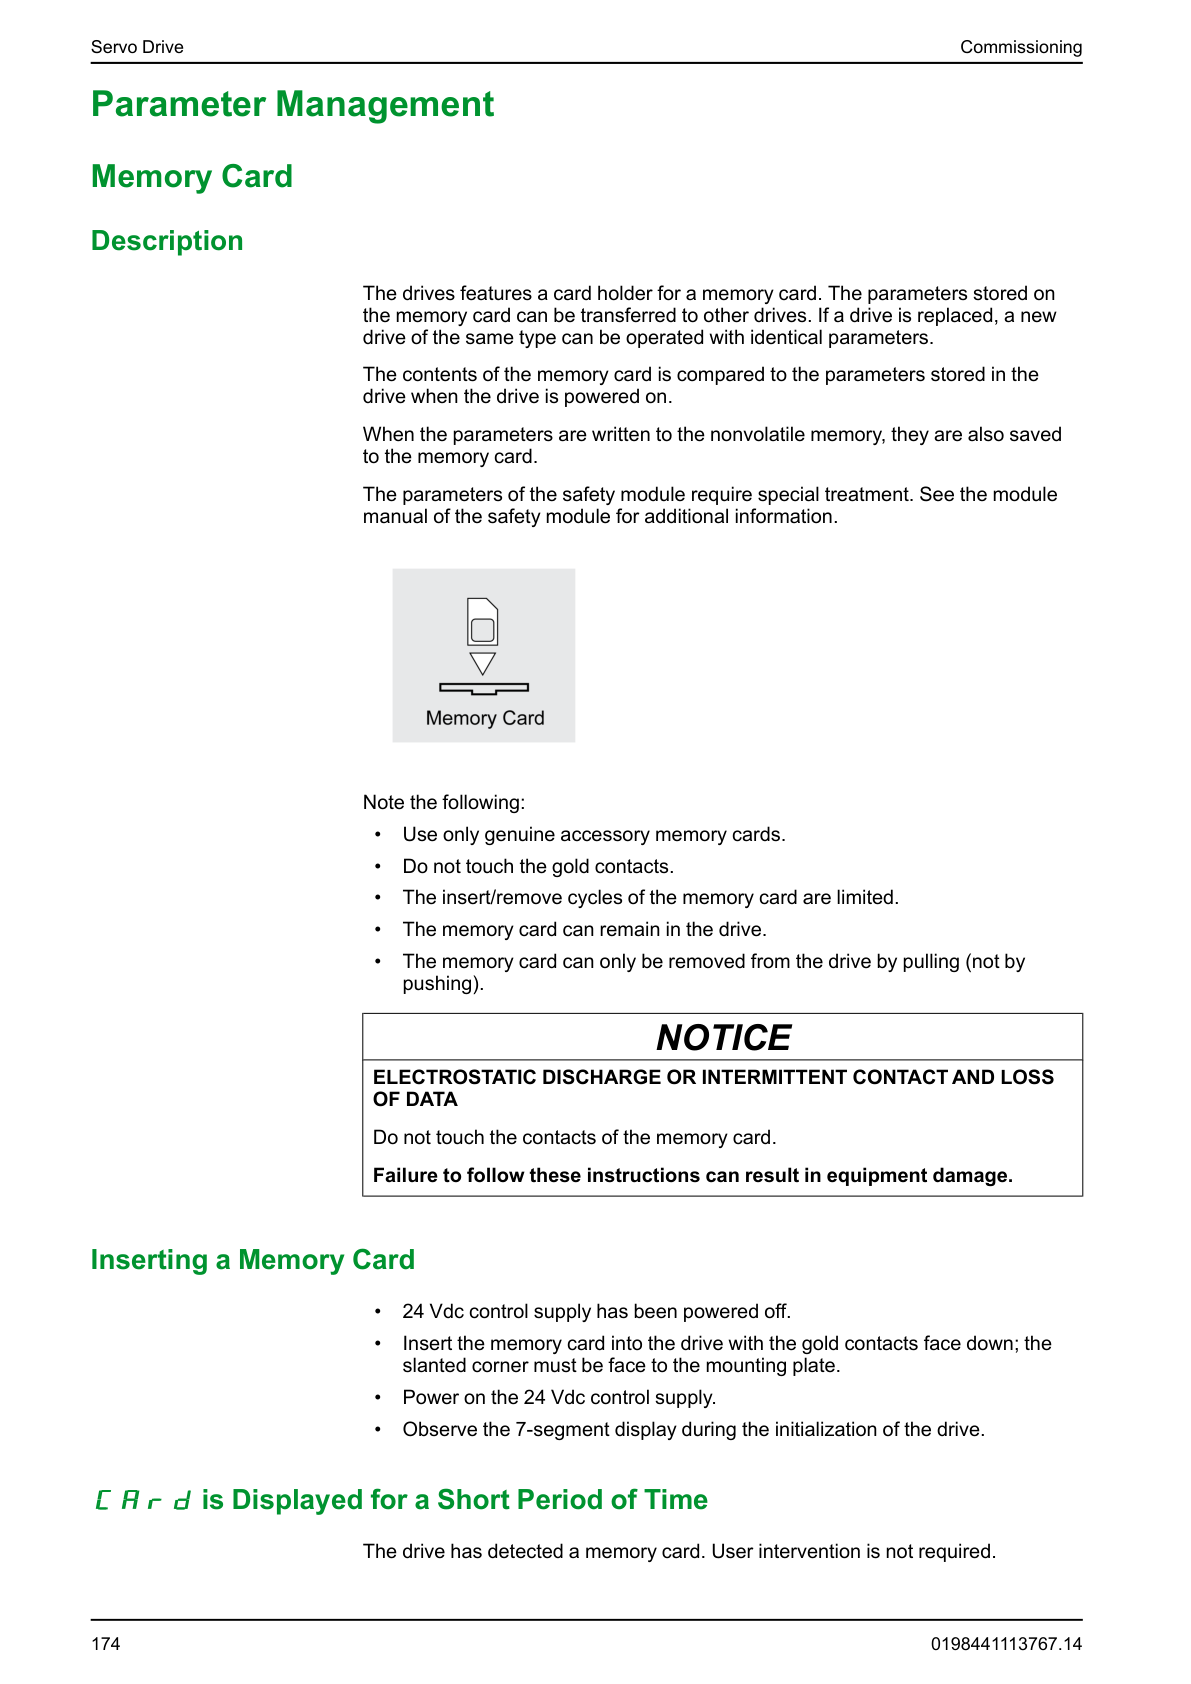 Servo Drive
Commissioning
Parameter Management
Memory Card
Description
The drives features a card holder for a memory card. The parameters stored on
the memory card can be transferred to other drives. If a drive is replaced, a new
drive of the same type can be operated with identical parameters.
The contents of the memory card is compared to the parameters stored in the
drive when the drive is powered on.
When the parameters are written to the nonvolatile memory, they are also saved
to the memory card.
The parameters of the safety module require special treatment. See the module
manual of the safety module for additional information.
Memory Card
Note the following:
• Use only genuine accessory memory cards.
• Do not touch the gold contacts.
• The insert/remove cycles of the memory card are limited.
• The memory card can remain in the drive.
• The memory card can only be removed from the drive by pulling (not by
pushing).
NOTICE
ELECTROSTATIC DISCHARGE OR INTERMITTENT CONTACT AND LOSS
OF DATA
Do not touch the contacts of the memory card.
Failure to follow these instructions can result in equipment damage.
Inserting a Memory Card
• 24 Vdc control supply has been powered off.
• Insert the memory card into the drive with the gold contacts face down; the
slanted corner must be face to the mounting plate.
• Power on the 24 Vdc control supply.
• Observe the 7-segment display during the initialization of the drive.
CArd is Displayed for a Short Period of Time
The drive has detected a memory card. User intervention is not required.
174
0198441113767.14